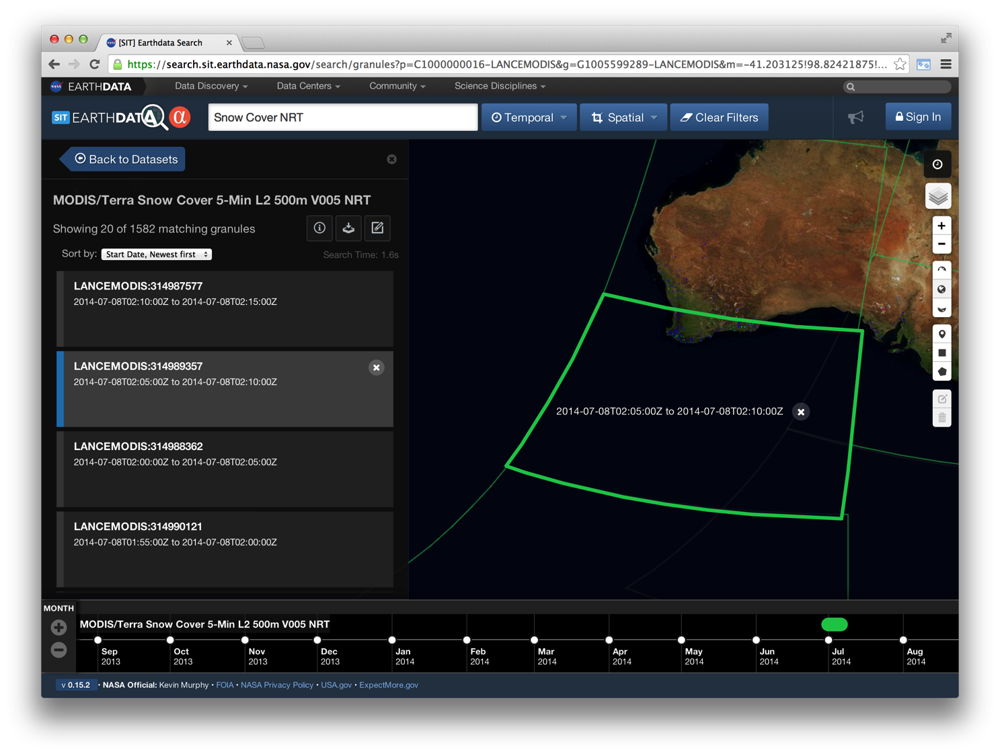 [SIT] Earthdata Search
https://search.sit.earthdata.nasa.gov/search/granules?p=C1000000016-LANCEMODIS&g=G1005599289-LANCEMODIS&m=-41.203125!98.82421875!...
NASA EARTHDATA Data Discovery Data Centers Community Science Disciplines
SIT EARTHDATA α Snow Cover NRT Temporal Spatial Clear Filters Sign In
Back to Datasets
MODIS/Terra Snow Cover 5-Min L2 500m V005 NRT
Showing 20 of 1582 matching granules
Sort by: Start Date, Newest first Search Time: 1.6s
LANCEMODIS:314987577
2014-07-08T02:10:00Z to 2014-07-08T02:15:00Z
LANCEMODIS:314989357
2014-07-08T02:05:00Z to 2014-07-08T02:10:00Z
LANCEMODIS:314988362
2014-07-08T02:00:00Z to 2014-07-08T02:05:00Z
LANCEMODIS:314990121
2014-07-08T01:55:00Z to 2014-07-08T02:00:00Z
2014-07-08T02:05:00Z to 2014-07-08T02:10:00Z
MONTH
MODIS/Terra Snow Cover 5-Min L2 500m V005 NRT
Sep Oct Nov Dec Jan Feb Mar Apr May Jun Jul Aug
2013 2013 2013 2013 2014 2014 2014 2014 2014 2014 2014 2014
v 0.15.2 • NASA Official: Kevin Murphy • FOIA • NASA Privacy Policy • USA.gov • ExpectMore.gov